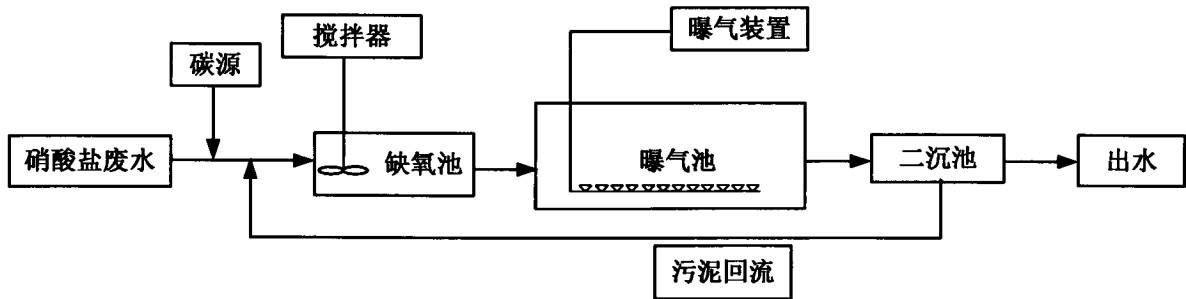 搅拌器
曝气装置
碳源
硝酸盐废水
缺氧池
曝气池
二沉池
出水
污泥回流